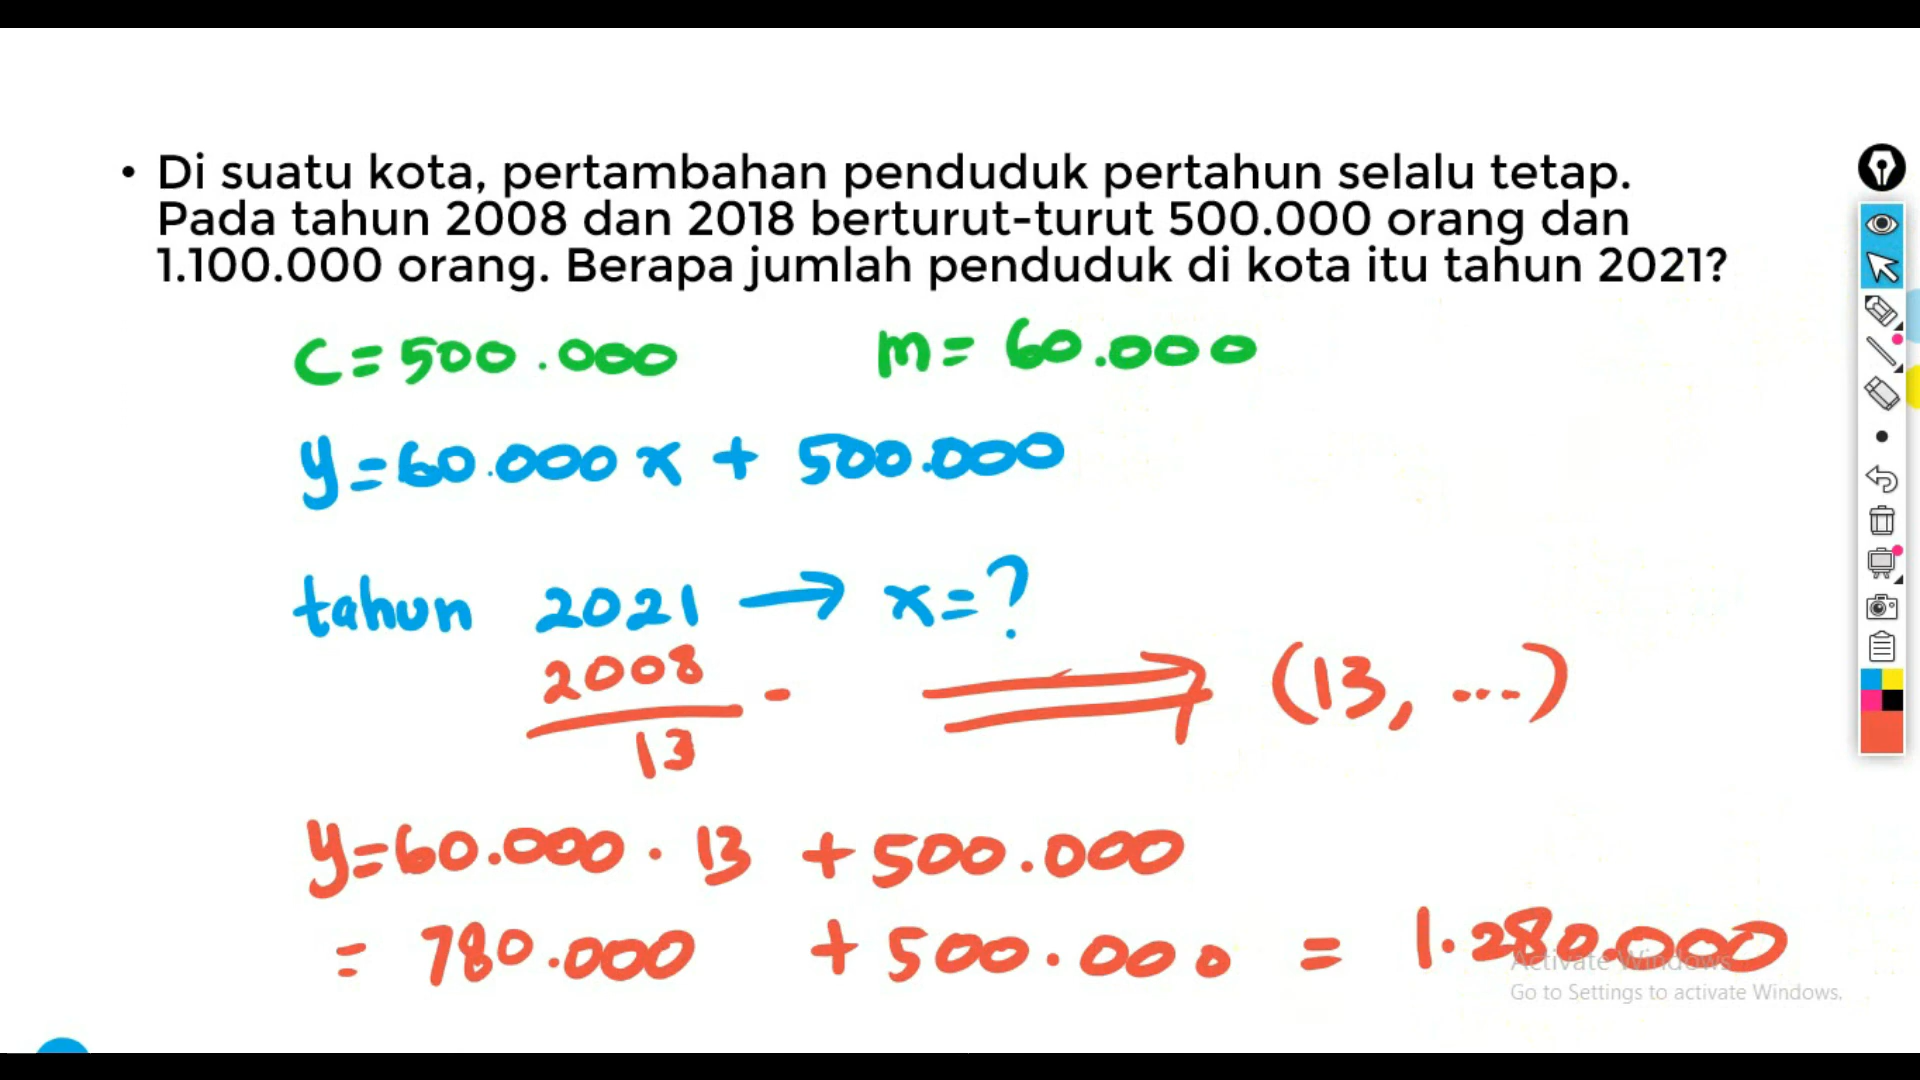 • Di suatu kota, pertambahan penduduk pertahun selalu tetap.
Pada tahun 2008 dan 2018 berturut-turut 500.000 orang dan
1.100.000 orang. Berapa jumlah penduduk di kota itu tahun 2021?
C = 500.000 m = 60.000
y = 60.000 x + 500.000
tahun 2021 → x = ?
2008 -
13
⇒ (13, ...)
y = 60.000 . 13 + 500.000
= 780.000 + 500.000 = 1.280.000
Activate Windows
Go to Settings to activate Windows.